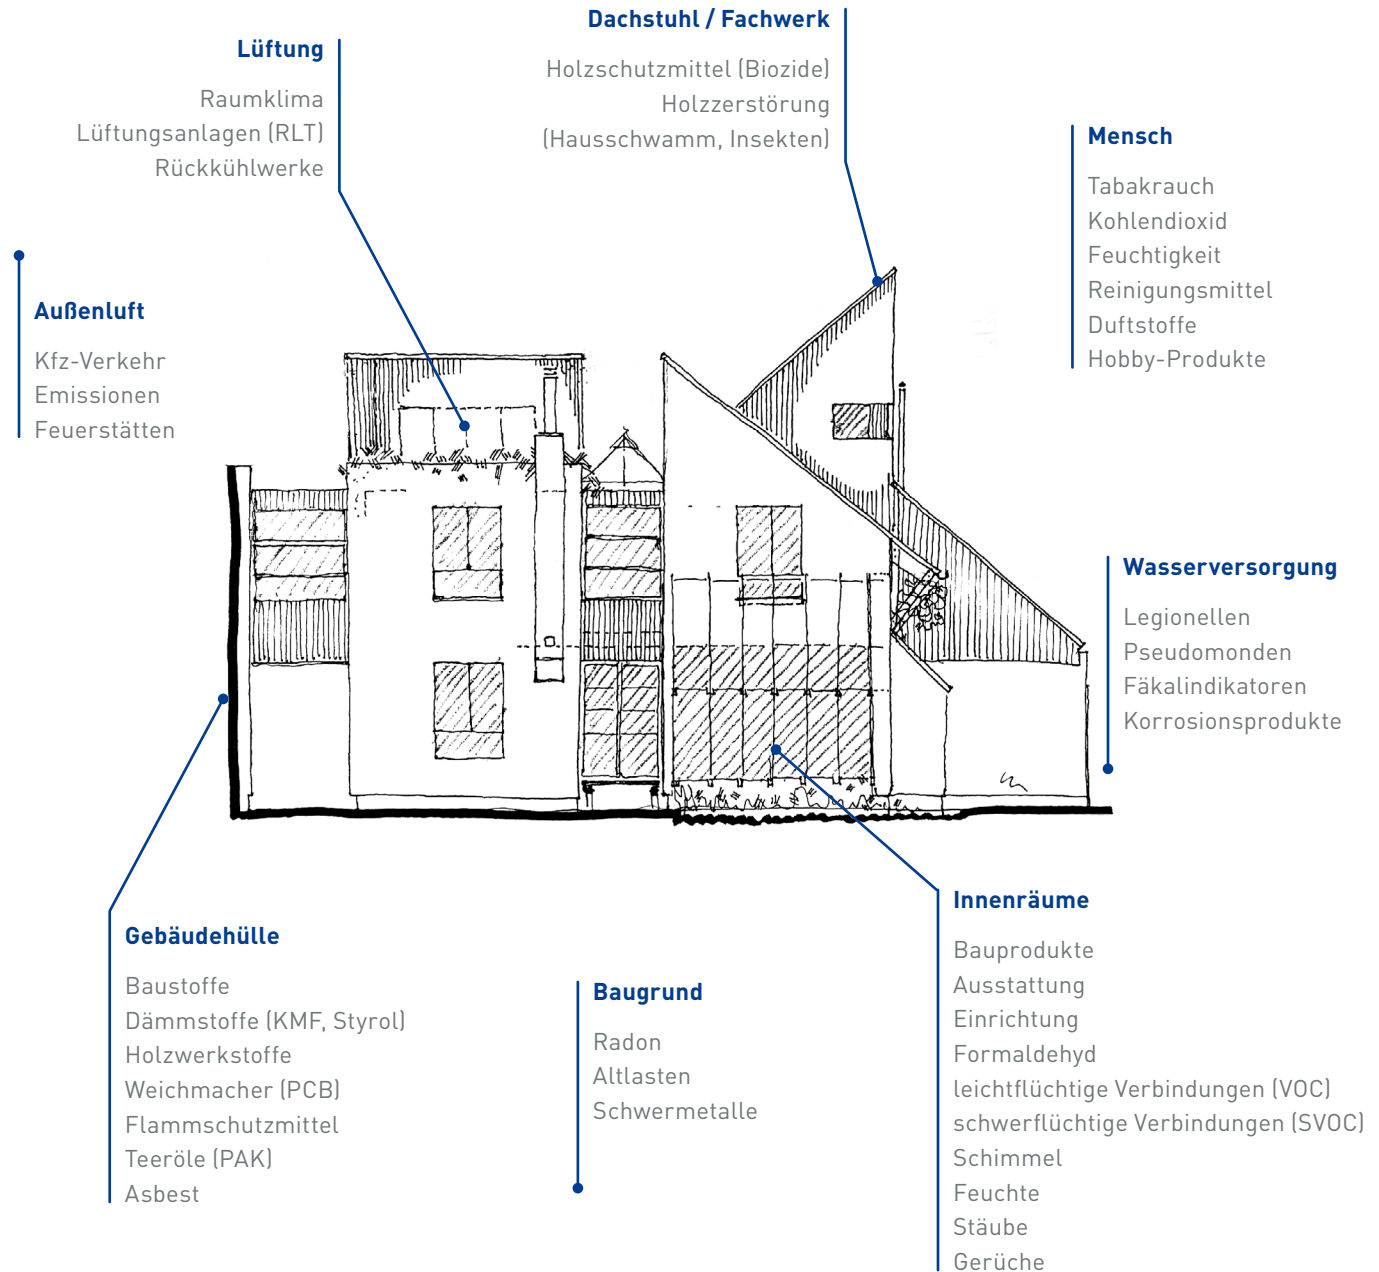 Lüftung
Raumklima
Lüftungsanlagen (RLT)
Rückkühlwerke
Dachstuhl / Fachwerk
Holzschutzmittel (Biozide)
Holzzerstörung
(Hausschwamm, Insekten)
Mensch
Tabakrauch
Kohlendioxid
Feuchtigkeit
Reinigungsmittel
Duftstoffe
Hobby-Produkte
Außenluft
Kfz-Verkehr
Emissionen
Feuerstätten
Wasserversorgung
Legionellen
Pseudomonden
Fäkalindikatoren
Korrosionsprodukte
Gebäudehülle
Baustoffe
Dämmstoffe (KMF, Styrol)
Holzwerkstoffe
Weichmacher (PCB)
Flammschutzmittel
Teeröle (PAK)
Asbest
Baugrund
Radon
Altlasten
Schwermetalle
Innenräume
Bauprodukte
Ausstattung
Einrichtung
Formaldehyd
leichtflüchtige Verbindungen (VOC)
schwerflüchtige Verbindungen (SVOC)
Schimmel
Feuchte
Stäube
Gerüche